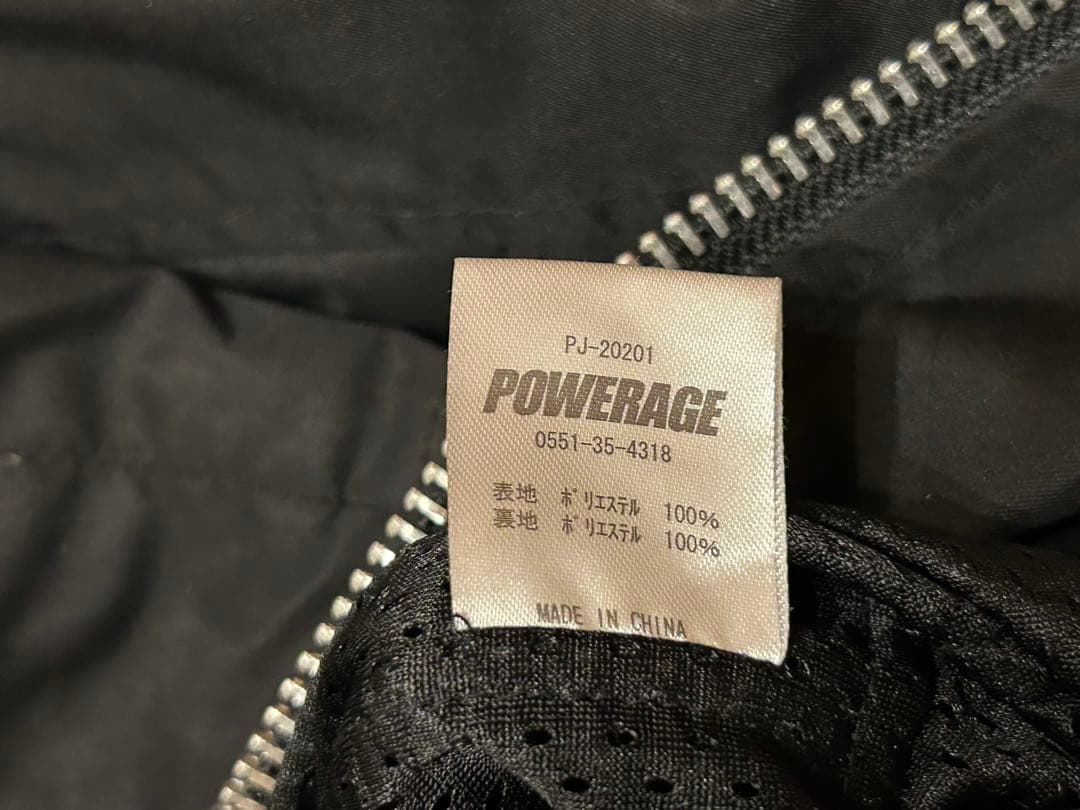 PJ-20201
POWERAGE
0551-35-4318
表地 ポリエステル 100%
裏地 ポリエステル 100%
MADE IN CHINA